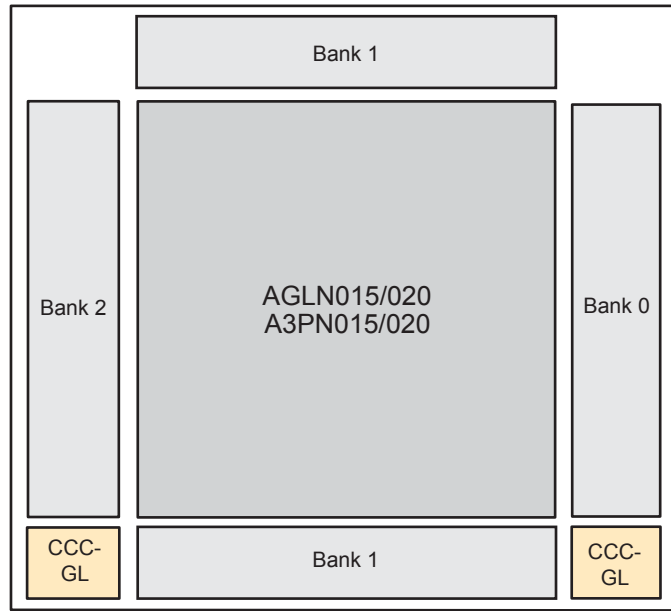 Bank 1
Bank 2
AGLN015/020
A3PN015/020
Bank 0
CCC-
GL
Bank 1
CCC-
GL